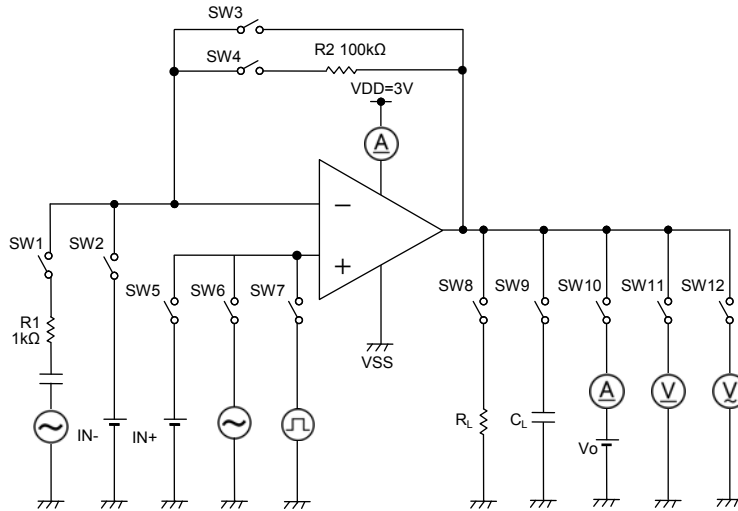 SW3
SW4
R2 100kΩ
VDD=3V
A
−
+
SW1
SW2
SW5
SW6
SW7
SW8
SW9
SW10
SW11
SW12
R1
1kΩ
VSS
A
V
V
IN-
IN+
RL
CL
Vo